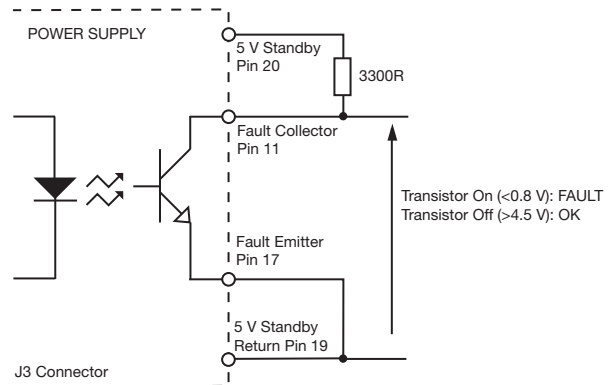 POWER SUPPLY
5 V Standby
Pin 20
3300R
Fault Collector
Pin 11
Transistor On (<0.8 V): FAULT
Transistor Off (>4.5 V): OK
Fault Emitter
Pin 17
5 V Standby
Return Pin 19
J3 Connector